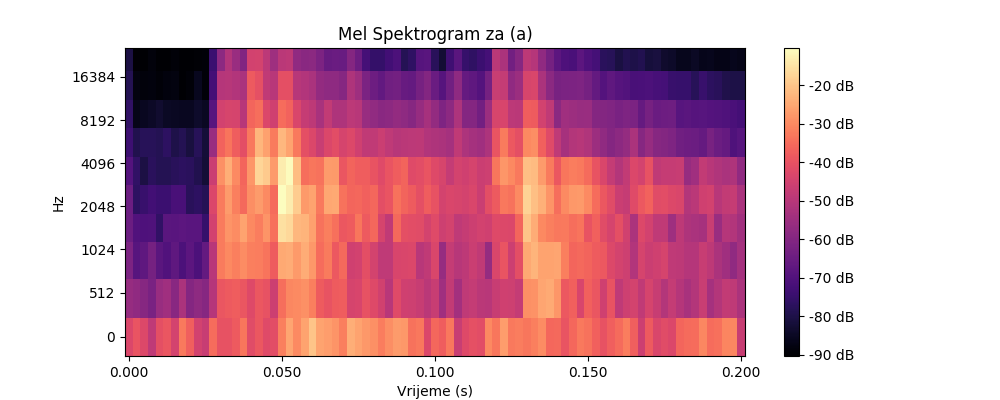 Mel Spektrogram za (a)
Hz
16384
8192
4096
2048
1024
512
0
0.000 0.050 0.100 0.150 0.200
Vrijeme (s)
-20 dB
-30 dB
-40 dB
-50 dB
-60 dB
-70 dB
-80 dB
-90 dB